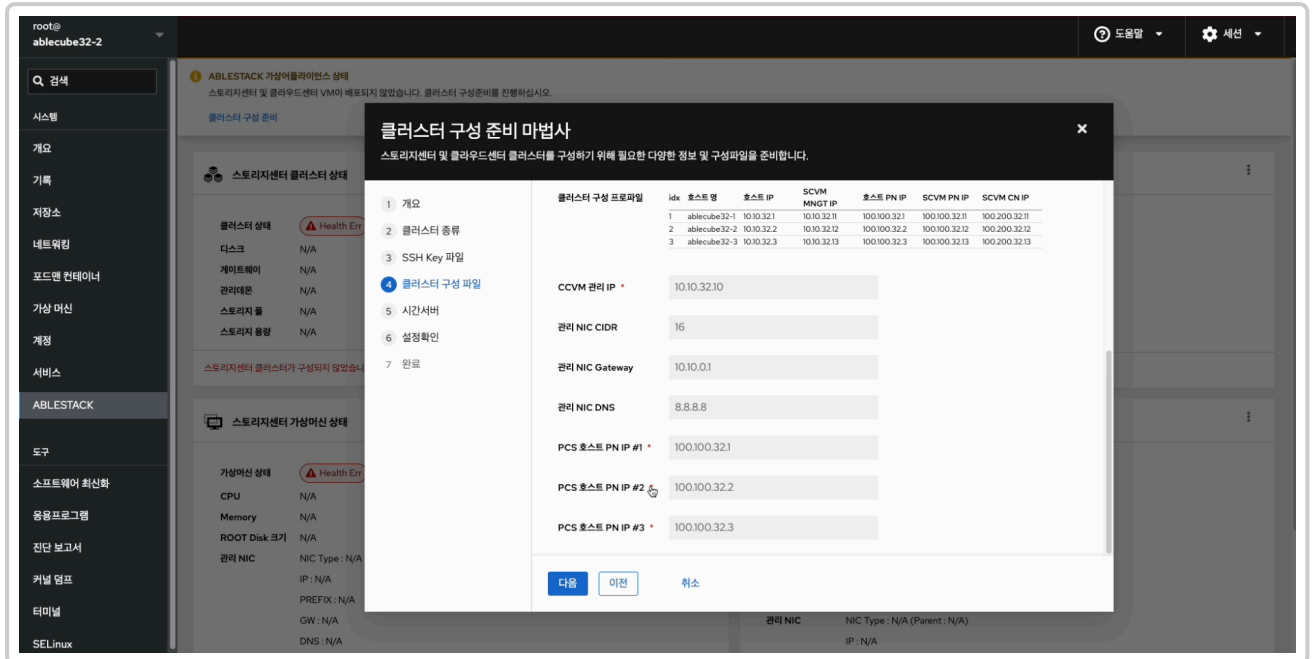 root@
ablecube32-2
도움말
세션
검색
시스템
개요
기록
저장소
네트워킹
포드맨 컨테이너
가상 머신
계정
서비스
ABLESTACK
도구
소프트웨어 최신화
응용프로그램
진단 보고서
커널 덤프
터미널
SELinux
ABLESTACK 가상어플라이언스 상태
스토리지센터 및 클라우드센터 VM이 배포되지 않았습니다. 클러스터 구성준비를 진행하십시오.
클러스터 구성 준비
스토리지센터 클러스터 상태
클러스터 상태 Health Err
디스크 N/A
게이트웨이 N/A
관리데몬 N/A
스토리지 풀 N/A
스토리지 용량 N/A
스토리지센터 클러스터가 구성되지 않았습니
스토리지센터 가상머신 상태
가상머신 상태 Health Err
CPU N/A
Memory N/A
ROOT Disk 크기 N/A
관리 NIC NIC Type : N/A
IP : N/A
PREFIX : N/A
GW : N/A
DNS : N/A
클러스터 구성 준비 마법사
스토리지센터 및 클라우드센터 클러스터를 구성하기 위해 필요한 다양한 정보 및 구성파일을 준비합니다.
1 개요
2 클러스터 종류
3 SSH Key 파일
4 클러스터 구성 파일
5 시간서버
6 설정확인
7 완료
클러스터 구성 프로파일
idx 호스트 명 호스트 IP SCVM MNGT IP 호스트 PN IP SCVM PN IP SCVM CN IP
1 ablecube32-1 10.10.32.1 10.10.32.11 100.100.32.1 100.100.32.11 100.200.32.11
2 ablecube32-2 10.10.32.2 10.10.32.12 100.100.32.2 100.100.32.12 100.200.32.12
3 ablecube32-3 10.10.32.3 10.10.32.13 100.100.32.3 100.100.32.13 100.200.32.13
CCVM 관리 IP * 10.10.32.10
관리 NIC CIDR 16
관리 NIC Gateway 10.10.0.1
관리 NIC DNS 8.8.8.8
PCS 호스트 PN IP #1 * 100.100.32.1
PCS 호스트 PN IP #2 * 100.100.32.2
PCS 호스트 PN IP #3 * 100.100.32.3
다음 이전 취소
관리 NIC NIC Type : N/A (Parent : N/A)
IP : N/A